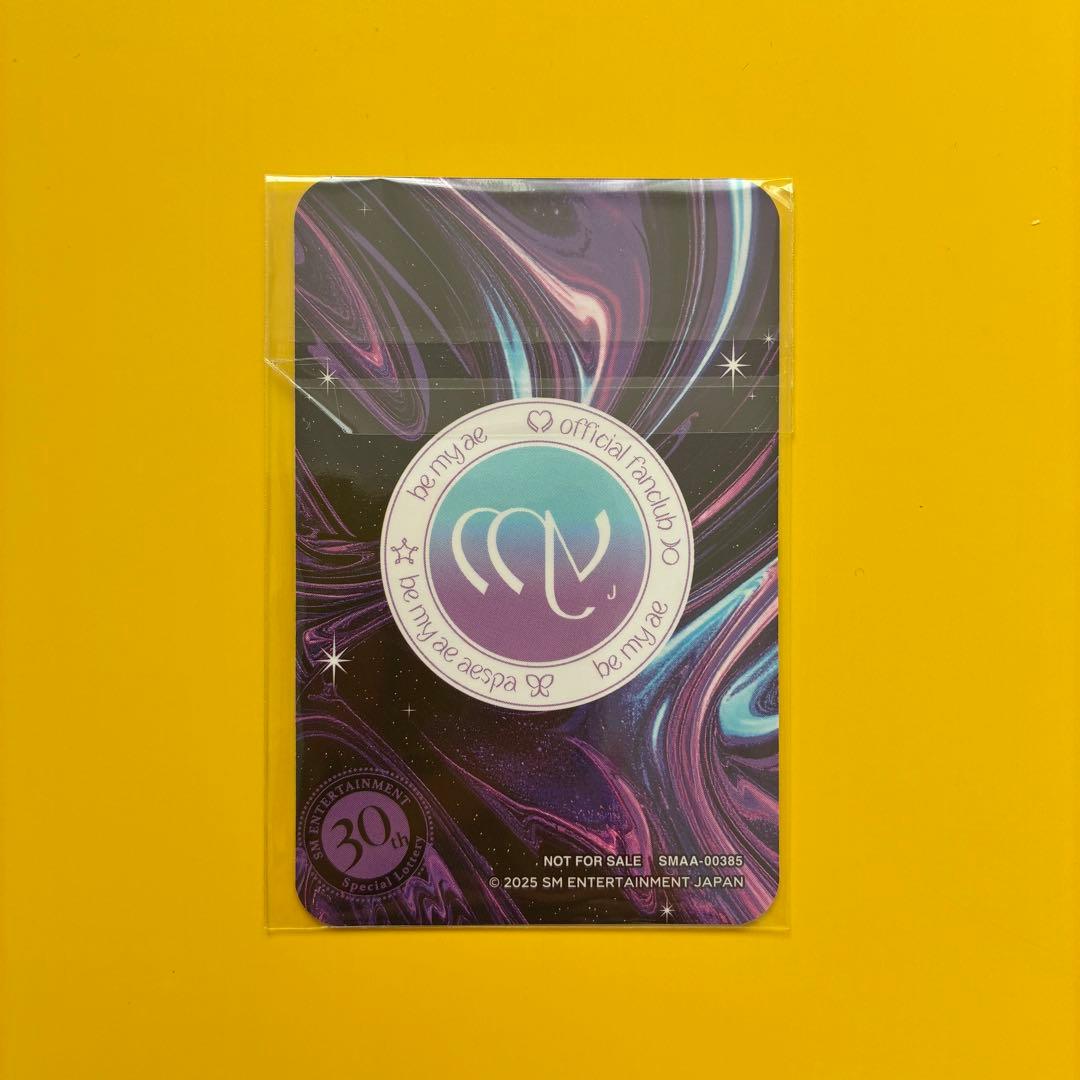 be my ae
official fanclub
be my ae
be my ae aespa
my
J
SM ENTERTAINMENT
30th
Special Lottery
NOT FOR SALE SMAA-00385
© 2025 SM ENTERTAINMENT JAPAN